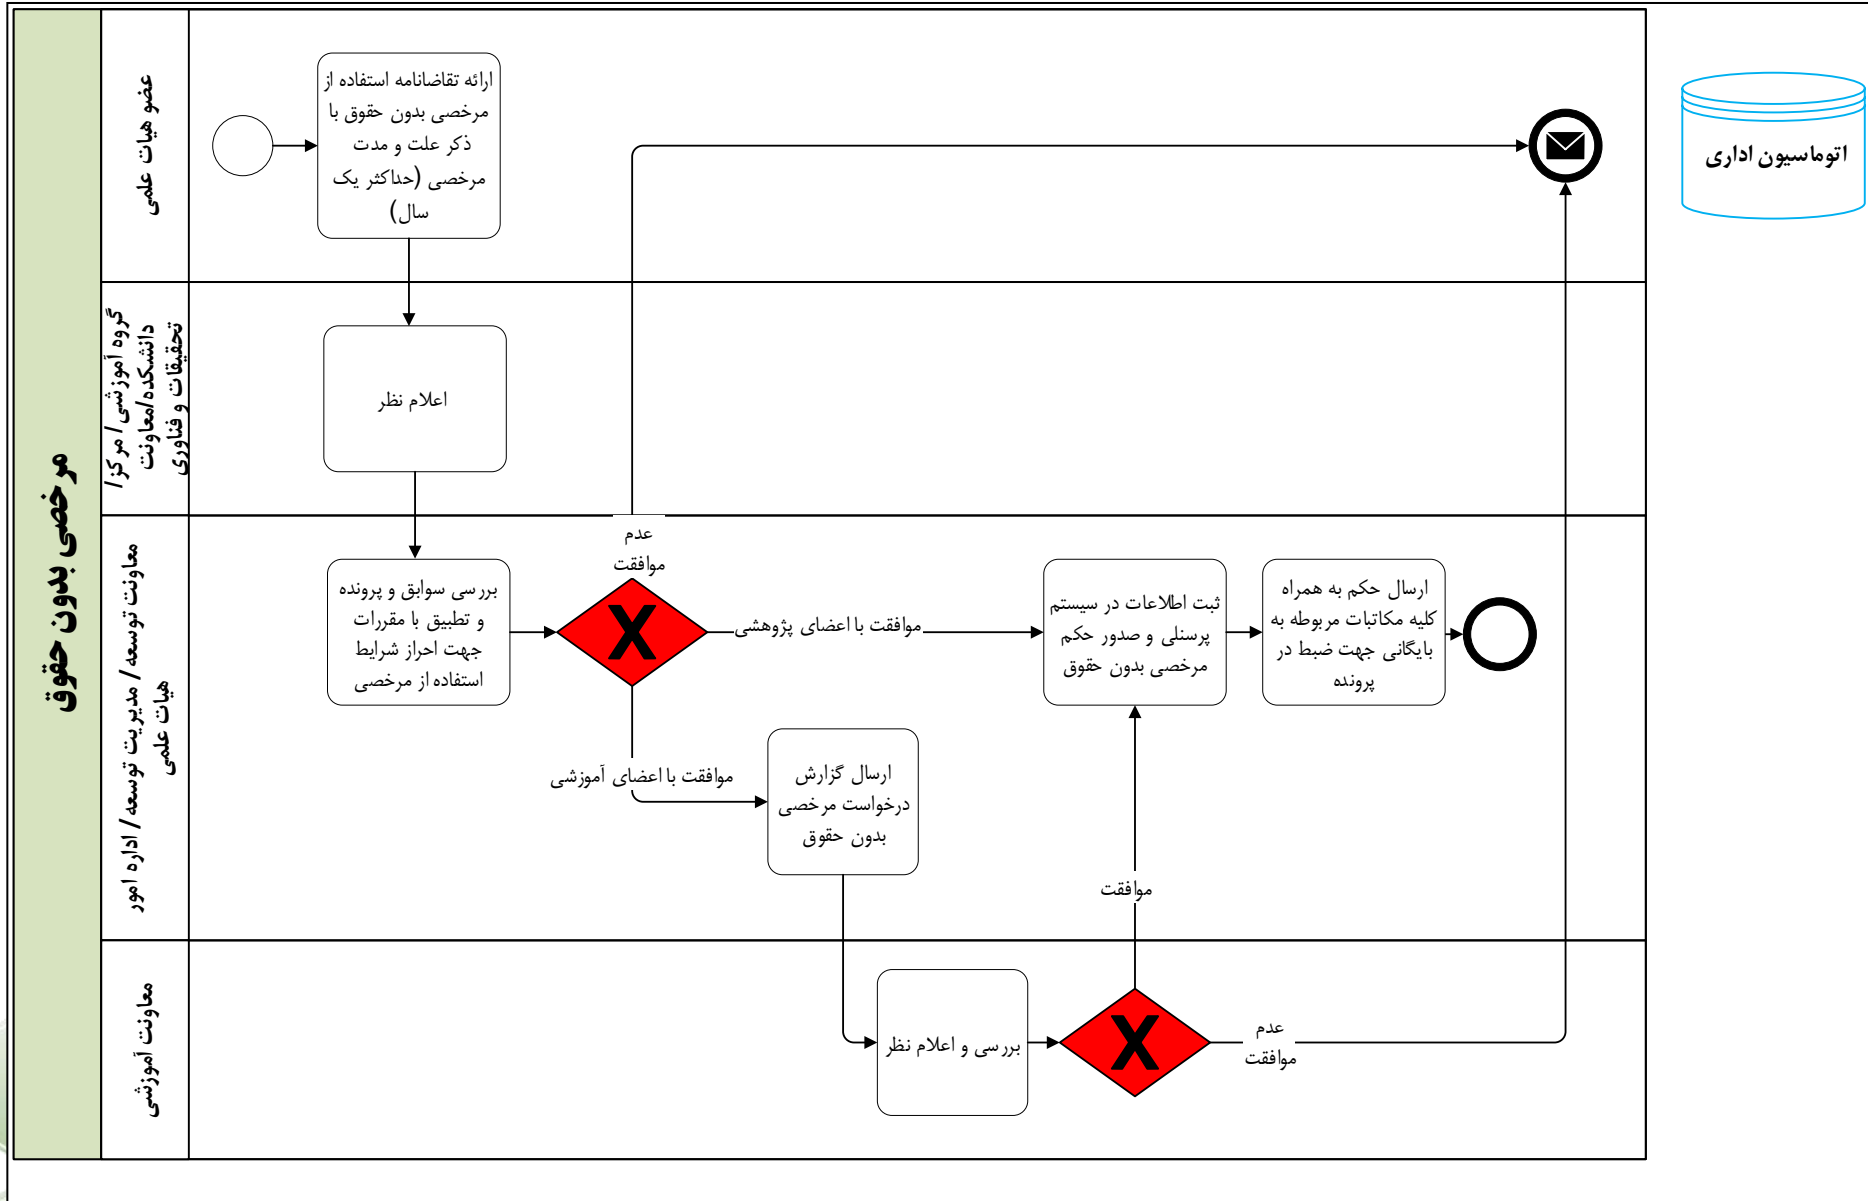 مرخصی بدون حقوق
عضو هیات علمی
ارائه تقاضانامه استفاده از
مرخصی بدون حقوق با
ذکر علت و مدت
مرخصی (حداکثر یک
سال)
اتوماسیون اداری
گروه آموزشی/ مرکز/
دانشکده/معاونت
تحقیقات و فناوری
اعلام نظر
معاونت توسعه/ مدیریت توسعه/ اداره امور
هیات علمی
بررسی سوابق و پرونده
و تطبیق با مقررات
جهت احراز شرایط
استفاده از مرخصی
عدم
موافقت
X
موافقت با اعضای پژوهشی
ثبت اطلاعات در سیستم
پرسنلی و صدور حکم
مرخصی بدون حقوق
ارسال حکم به همراه
کلیه مکاتبات مربوطه به
بایگانی جهت ضبط در
پرونده
موافقت با اعضای آموزشی
ارسال گزارش
درخواست مرخصی
بدون حقوق
موافقت
معاونت آموزشی
بررسی و اعلام نظر
X
عدم
موافقت